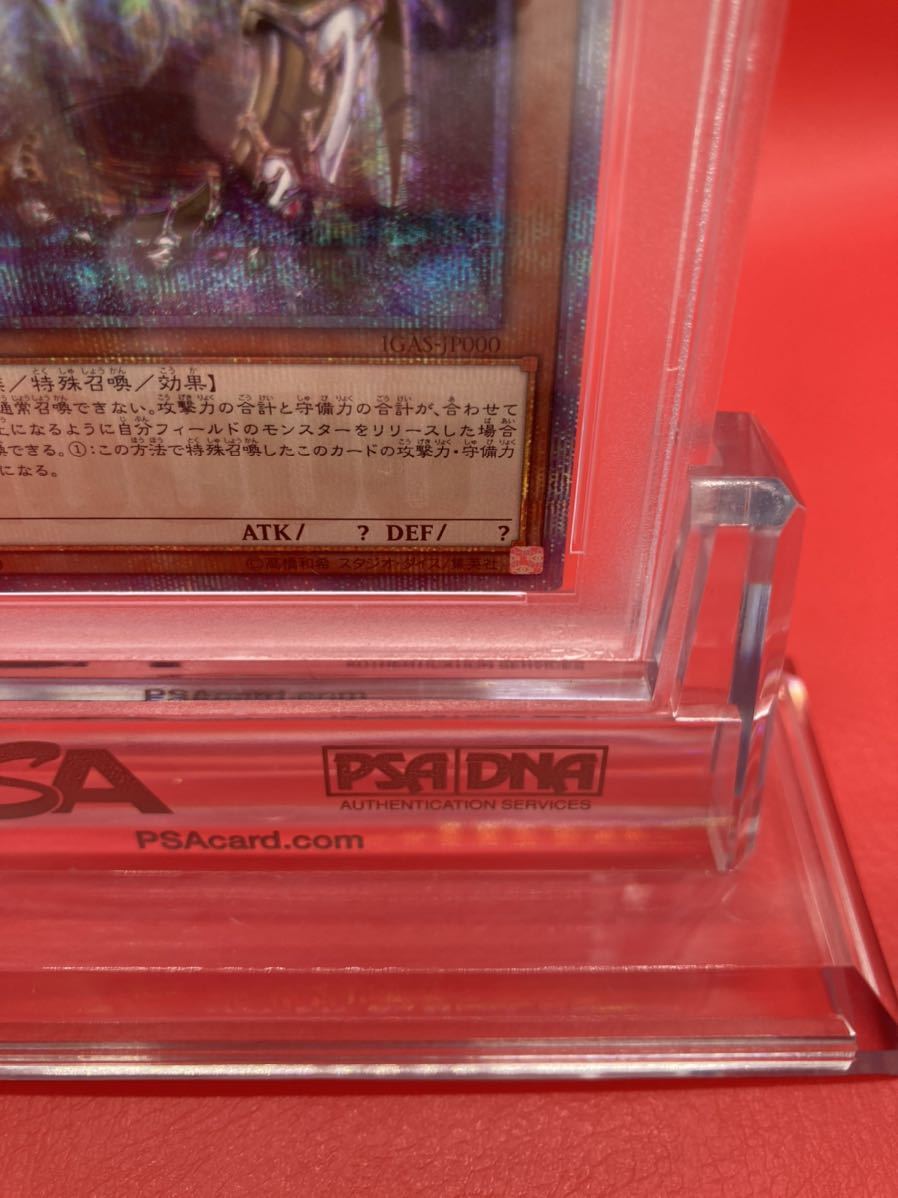 IGAS-JP000
／特殊召喚／効果】
通常召喚できない。攻撃力の合計と守備力の合計が、合わせて
になるように自分フィールドのモンスターをリリースした場合
できる。①：この方法で特殊召喚したこのカードの攻撃力・守備力
になる。
ATK/ ? DEF/ ?
©高橋和希 スタジオ・ダイス/集英社
AUTHENTICATION SERVICES
PSAcard.com
SA PSA DNA
AUTHENTICATION SERVICES
PSAcard.com